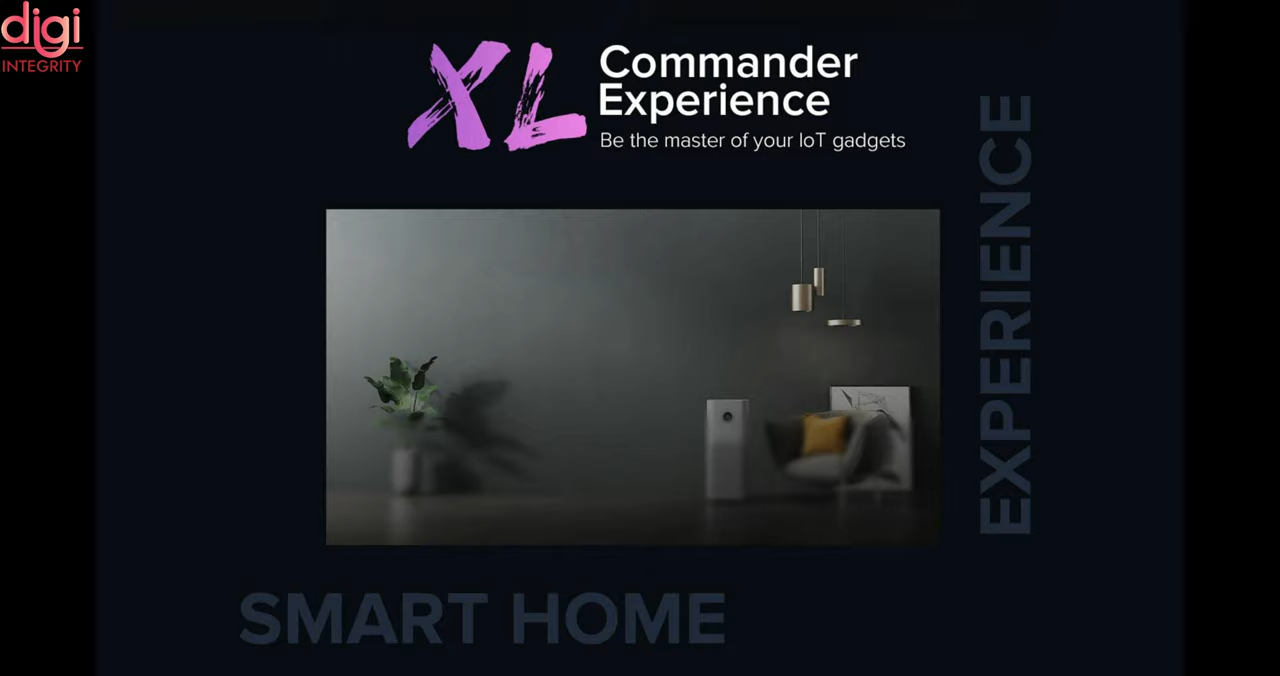 digi
INTEGRITY
XL
Commander
Experience
Be the master of your IoT gadgets
EXPERIENCE
SMART HOME